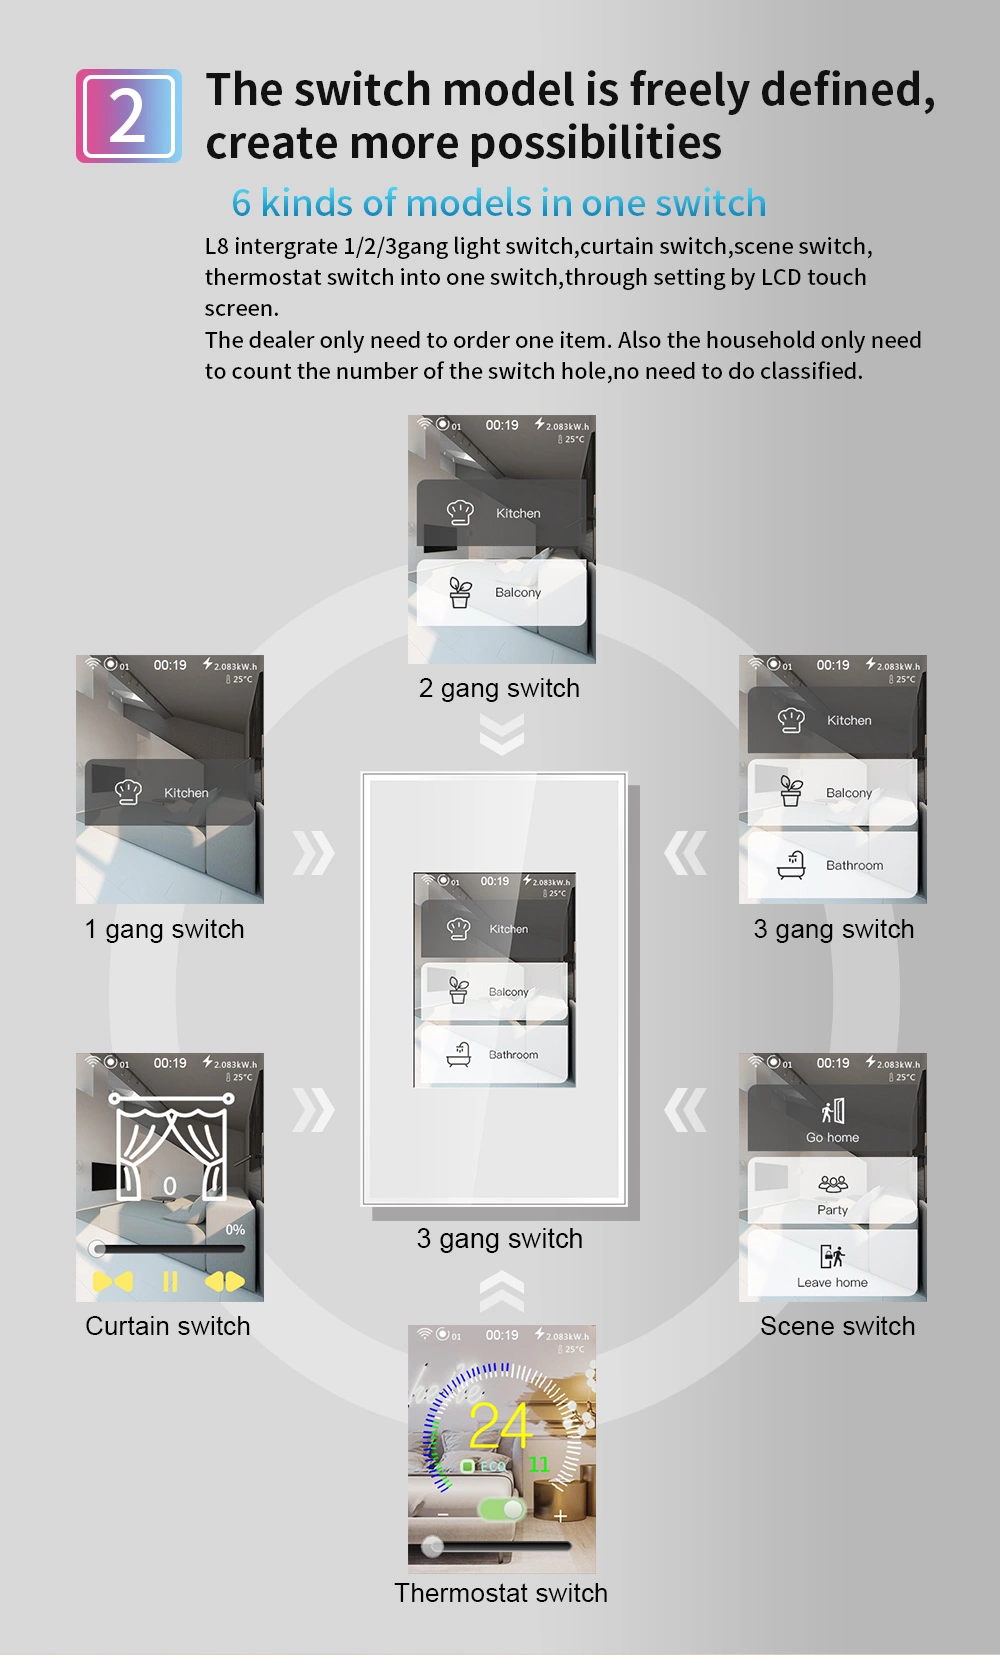 2
The switch model is freely defined,
create more possibilities
6 kinds of models in one switch
L8 intergrate 1/2/3gang light switch,curtain switch,scene switch,
thermostat switch into one switch,through setting by LCD touch
screen.
The dealer only need to order one item. Also the household only need
to count the number of the switch hole,no need to do classified.
01 00:19 2.083kW.h
25°C
Kitchen
Balcony
2 gang switch
01 00:19 2.083kW.h
25°C
Kitchen
1 gang switch
01 00:19 2.083kW.h
25°C
Kitchen
Balcony
Bathroom
3 gang switch
01 00:19 2.083kW.h
25°C
Kitchen
Balcony
Bathroom
3 gang switch
01 00:19 2.083kW.h
25°C
0
0%
Curtain switch
01 00:19 2.083kW.h
25°C
Go home
Party
Leave home
Scene switch
01 00:19 2.083kW.h
25°C
24
ECO 11
- +
Thermostat switch